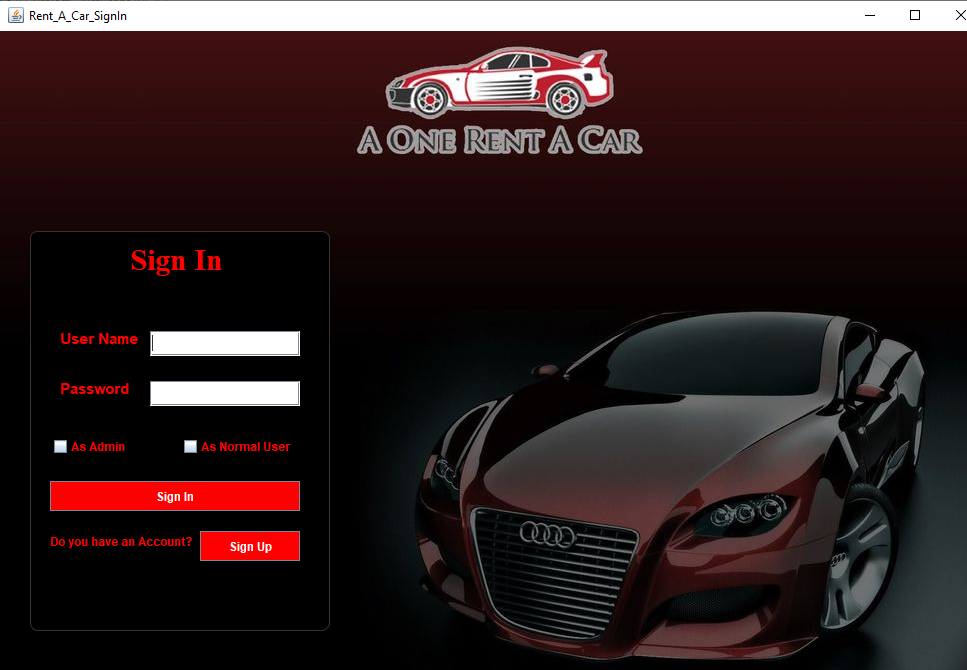 Rent_A_Car_SignIn
A ONE RENT A CAR
Sign In
User Name
Password
As Admin As Normal User
Sign In
Do you have an Account? Sign Up